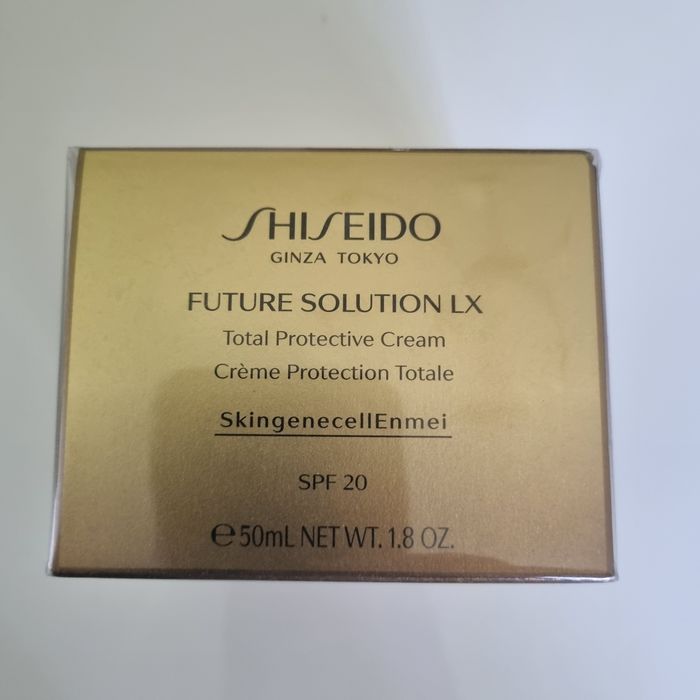 SHISEIDO
GINZA TOKYO
FUTURE SOLUTION LX
Total Protective Cream
Crème Protection Totale
SkingenecellEnmei
SPF 20
℮50mL NET WT. 1.8 OZ.